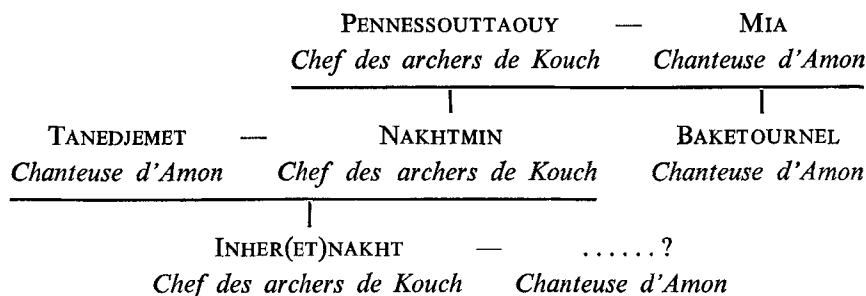 PENNESSOUTTAOUY — MIA
Chef des archers de Kouch Chanteuse d'Amon
TANEDJEMET — NAKHTMIN BAKETOURNEL
Chanteuse d'Amon Chef des archers de Kouch Chanteuse d'Amon
INHER(ET)NAKHT — ......?
Chef des archers de Kouch Chanteuse d'Amon